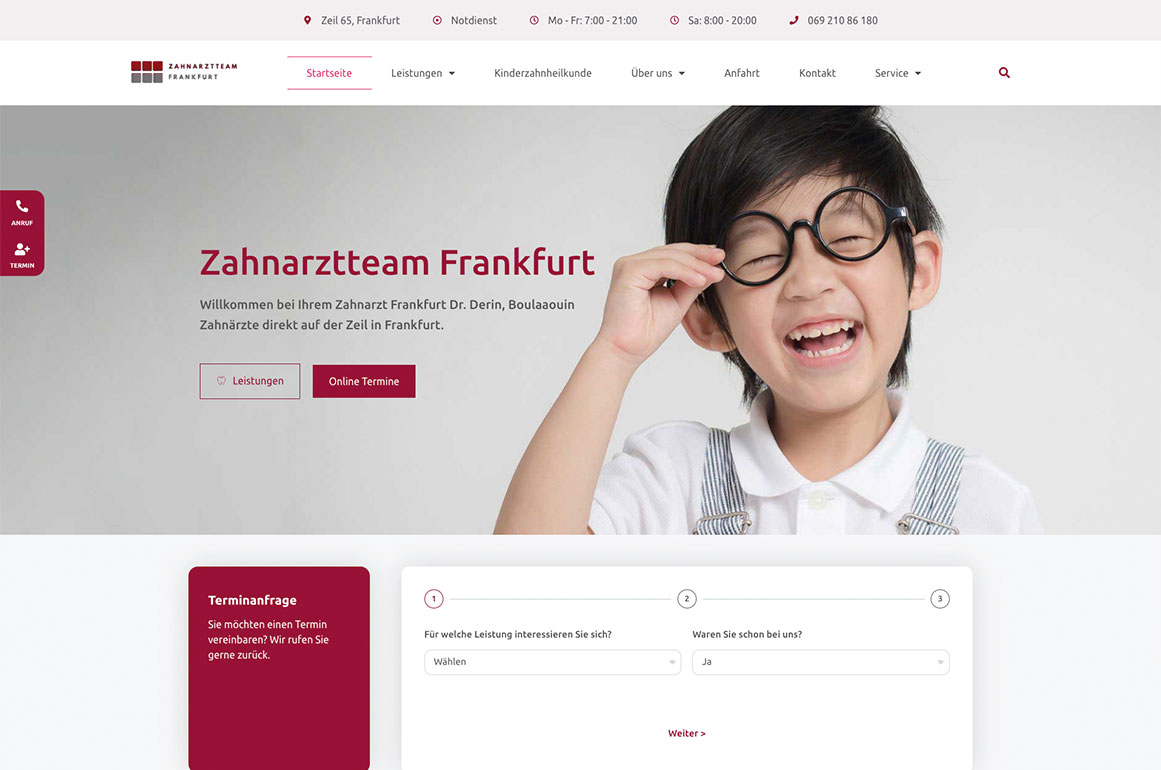 Zeil 65, Frankfurt
Notdienst
Mo - Fr: 7:00 - 21:00
Sa: 8:00 - 20:00
069 210 86 180
ZAHNARZTTEAM
FRANKFURT
Startseite
Leistungen
Kinderzahnheilkunde
Über uns
Anfahrt
Kontakt
Service
ANRUF
TERMIN
Zahnarztteam Frankfurt
Willkommen bei Ihrem Zahnarzt Frankfurt Dr. Derin, Boulaaouin
Zahnärzte direkt auf der Zeil in Frankfurt.
Leistungen
Online Termine
Terminanfrage
Sie möchten einen Termin
vereinbaren? Wir rufen Sie
gerne zurück.
1
2
3
Für welche Leistung interessieren Sie sich?
Waren Sie schon bei uns?
Wählen
Ja
Weiter >